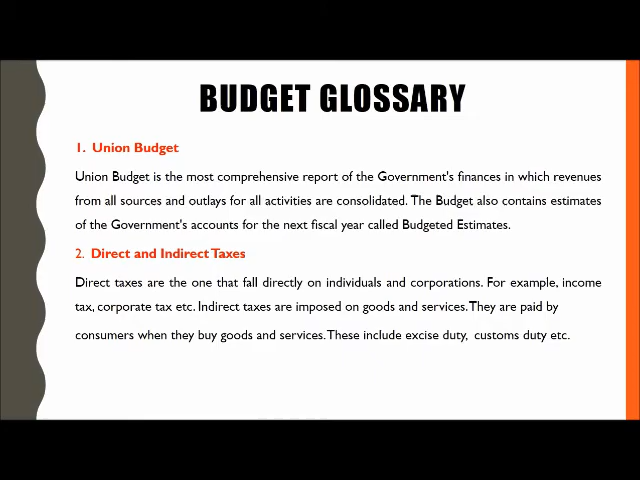 BUDGET GLOSSARY
1. Union Budget
Union Budget is the most comprehensive report of the Government's finances in which revenues
from all sources and outlays for all activities are consolidated. The Budget also contains estimates
of the Government's accounts for the next fiscal year called Budgeted Estimates.
2. Direct and Indirect Taxes
Direct taxes are the one that fall directly on individuals and corporations. For example, income
tax, corporate tax etc. Indirect taxes are imposed on goods and services. They are paid by
consumers when they buy goods and services. These include excise duty, customs duty etc.